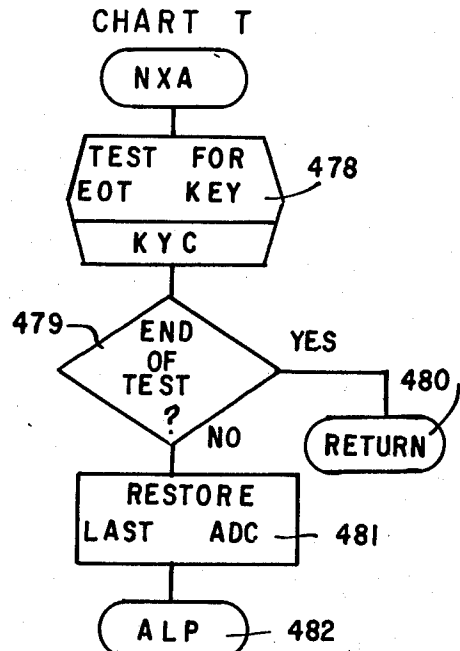 CHART T
NXA
TEST FOR
EOT KEY
478
KYC
479
END
OF
TEST
?
YES
480
RETURN
NO
RESTORE
LAST ADC
481
ALP
482